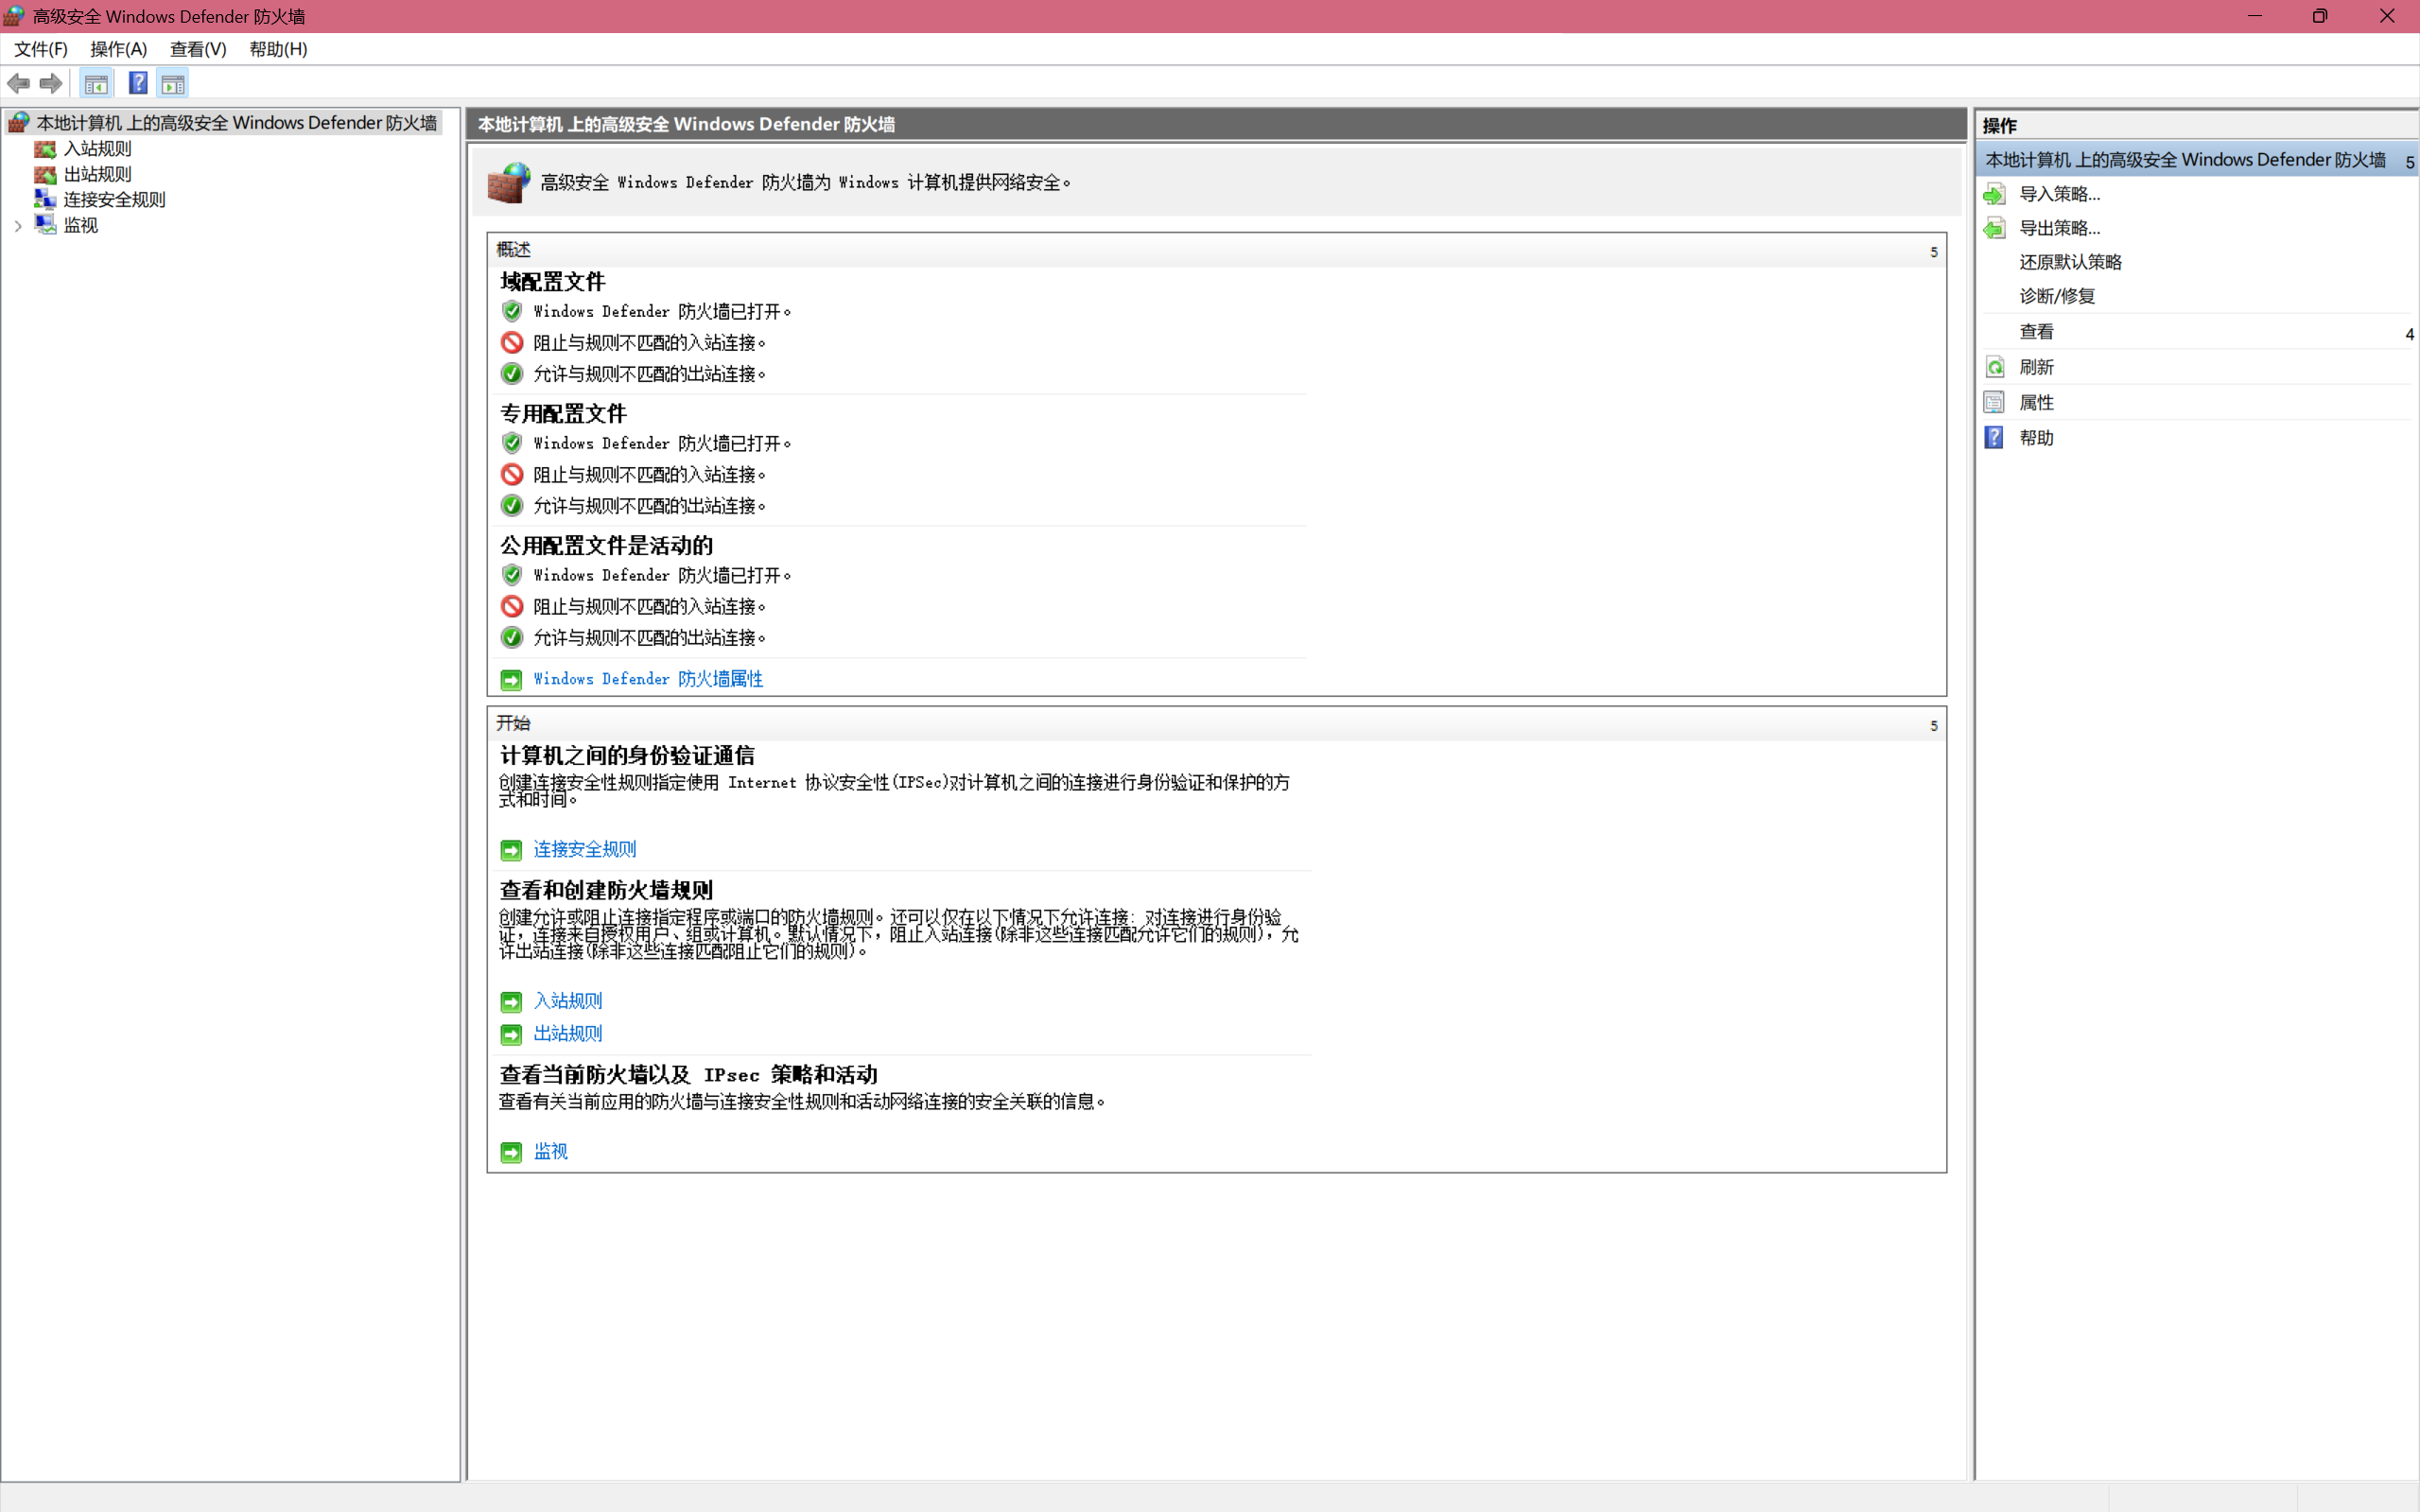 高级安全 Windows Defender 防火墙
文件(F) 操作(A) 查看(V) 帮助(H)
本地计算机 上的高级安全 Windows Defender 防火墙
入站规则
出站规则
连接安全规则
监视
本地计算机 上的高级安全 Windows Defender 防火墙
高级安全 Windows Defender 防火墙为 Windows 计算机提供网络安全。
概述 5
域配置文件
Windows Defender 防火墙已打开。
阻止与规则不匹配的入站连接。
允许与规则不匹配的出站连接。
专用配置文件
Windows Defender 防火墙已打开。
阻止与规则不匹配的入站连接。
允许与规则不匹配的出站连接。
公用配置文件是活动的
Windows Defender 防火墙已打开。
阻止与规则不匹配的入站连接。
允许与规则不匹配的出站连接。
Windows Defender 防火墙属性
开始 5
计算机之间的身份验证通信
创建连接安全性规则指定使用 Internet 协议安全性(IPSec)对计算机之间的连接进行身份验证和保护的方
式和时间。
连接安全规则
查看和创建防火墙规则
创建允许或阻止连接指定程序或端口的防火墙规则。还可以仅在以下情况下允许连接: 对连接进行身份验
证，连接来自授权用户、组或计算机。默认情况下，阻止入站连接(除非这些连接匹配允许它们的规则)，允
许出站连接(除非这些连接匹配阻止它们的规则)。
入站规则
出站规则
查看当前防火墙以及 IPsec 策略和活动
查看有关当前应用的防火墙与连接安全性规则和活动网络连接的安全关联的信息。
监视
操作
本地计算机 上的高级安全 Windows Defender 防火墙 5
导入策略...
导出策略...
还原默认策略
诊断/修复
查看 4
刷新
属性
帮助